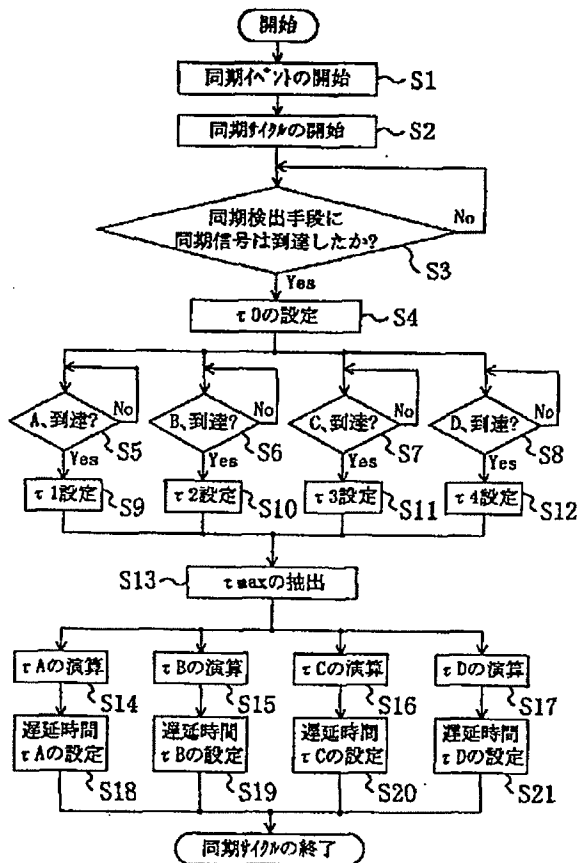 開始
同期イベントの開始
S1
同期サイクルの開始
S2
同期検出手段に
同期信号は到達したか?
No
S3
Yes
τ0の設定
S4
A、到達?
No
S5
Yes
B、到達?
No
S6
Yes
C、到達?
No
S7
Yes
D、到達?
No
S8
Yes
τ1設定
S9
τ2設定
S10
τ3設定
S11
τ4設定
S12
S13
τmaxの抽出
τAの演算
S14
τBの演算
S15
τCの演算
S16
τDの演算
S17
遅延時間
τAの設定
S18
遅延時間
τBの設定
S19
遅延時間
τCの設定
S20
遅延時間
τDの設定
S21
同期サイクルの終了